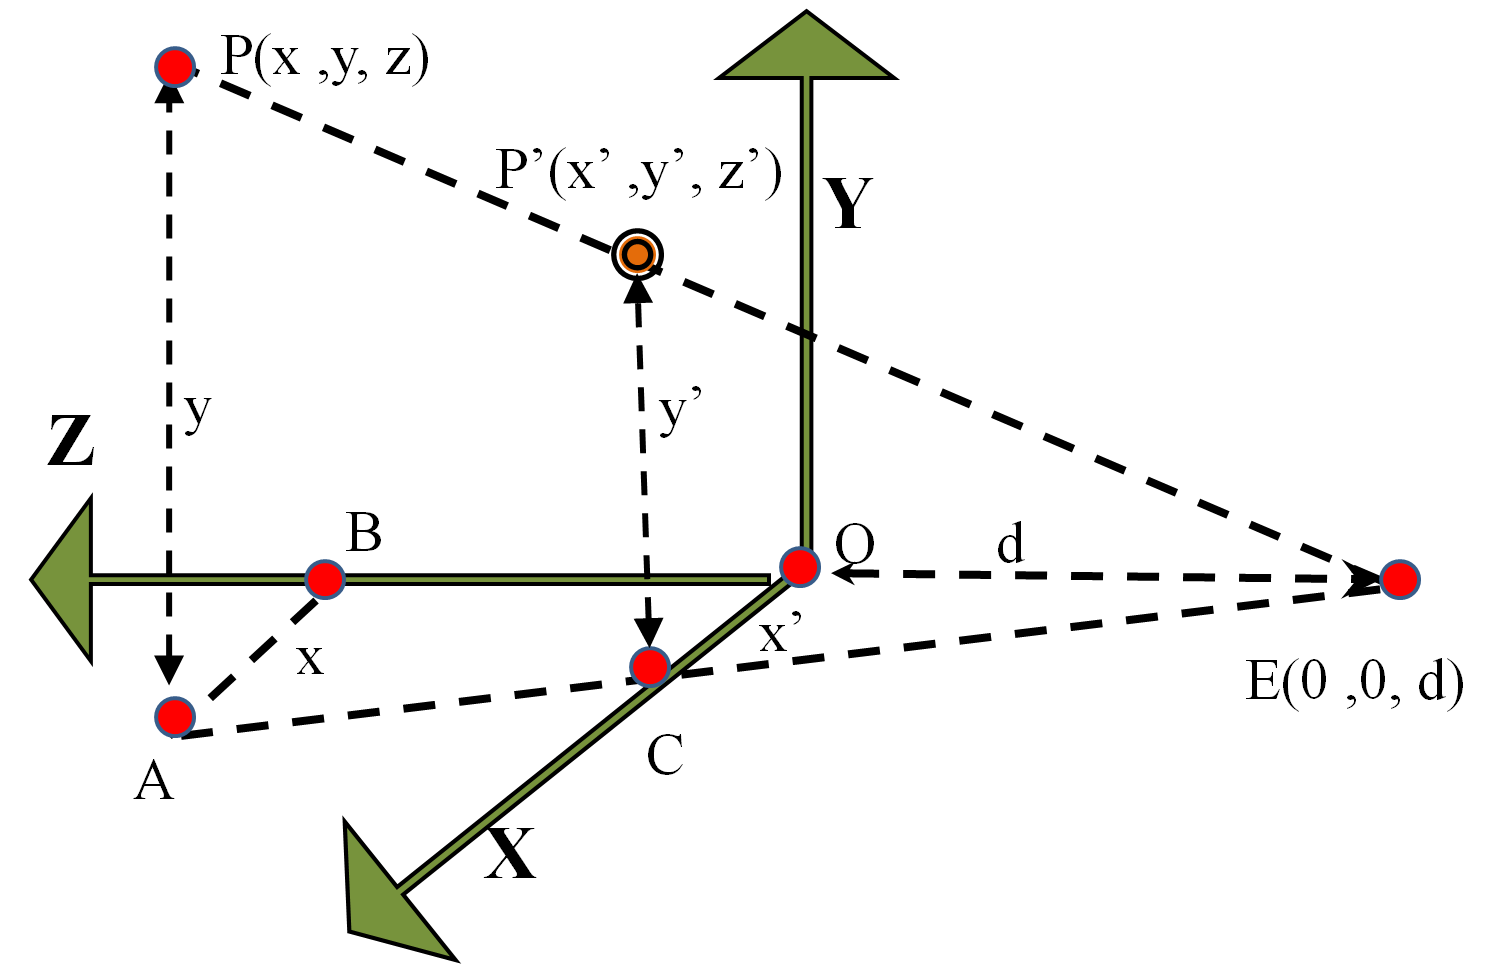 P(x ,y, z)
P’(x’ ,y’, z’)
Y
y
y’
Z
B
O
d
x
x’
E(0 ,0, d)
A
C
X